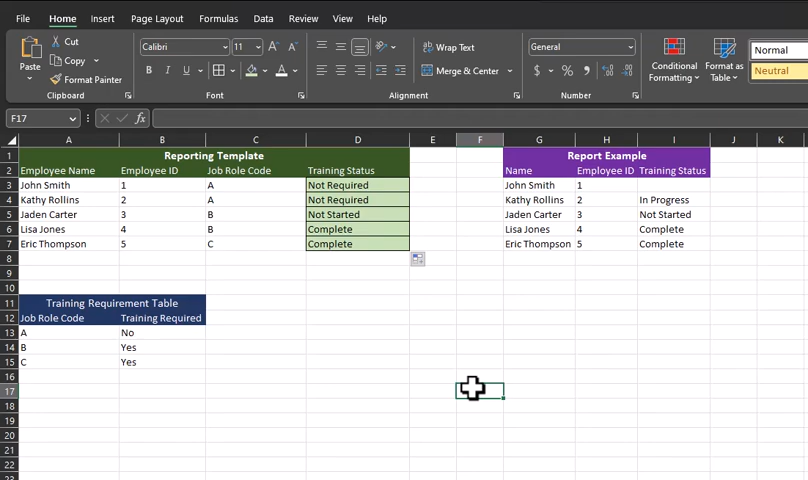 File Home Insert Page Layout Formulas Data Review View Help
Paste Cut Copy Format Painter Clipboard
Calibri 11 A A B I U A Font
ab Wrap Text Merge & Center Alignment
General $ % , Number
Conditional Formatting Format as Table Normal Neutral
F17 fx
A B C D E F G H I J K
1 Reporting Template Report Example
2 Employee Name Employee ID Job Role Code Training Status Name Employee ID Training Status
3 John Smith 1 A Not Required John Smith 1
4 Kathy Rollins 2 A Not Required Kathy Rollins 2 In Progress
5 Jaden Carter 3 B Not Started Jaden Carter 3 Not Started
6 Lisa Jones 4 B Complete Lisa Jones 4 Complete
7 Eric Thompson 5 C Complete Eric Thompson 5 Complete
8
9
10
11 Training Requirement Table
12 Job Role Code Training Required
13 A No
14 B Yes
15 C Yes
16
17
18
19
20
21
22